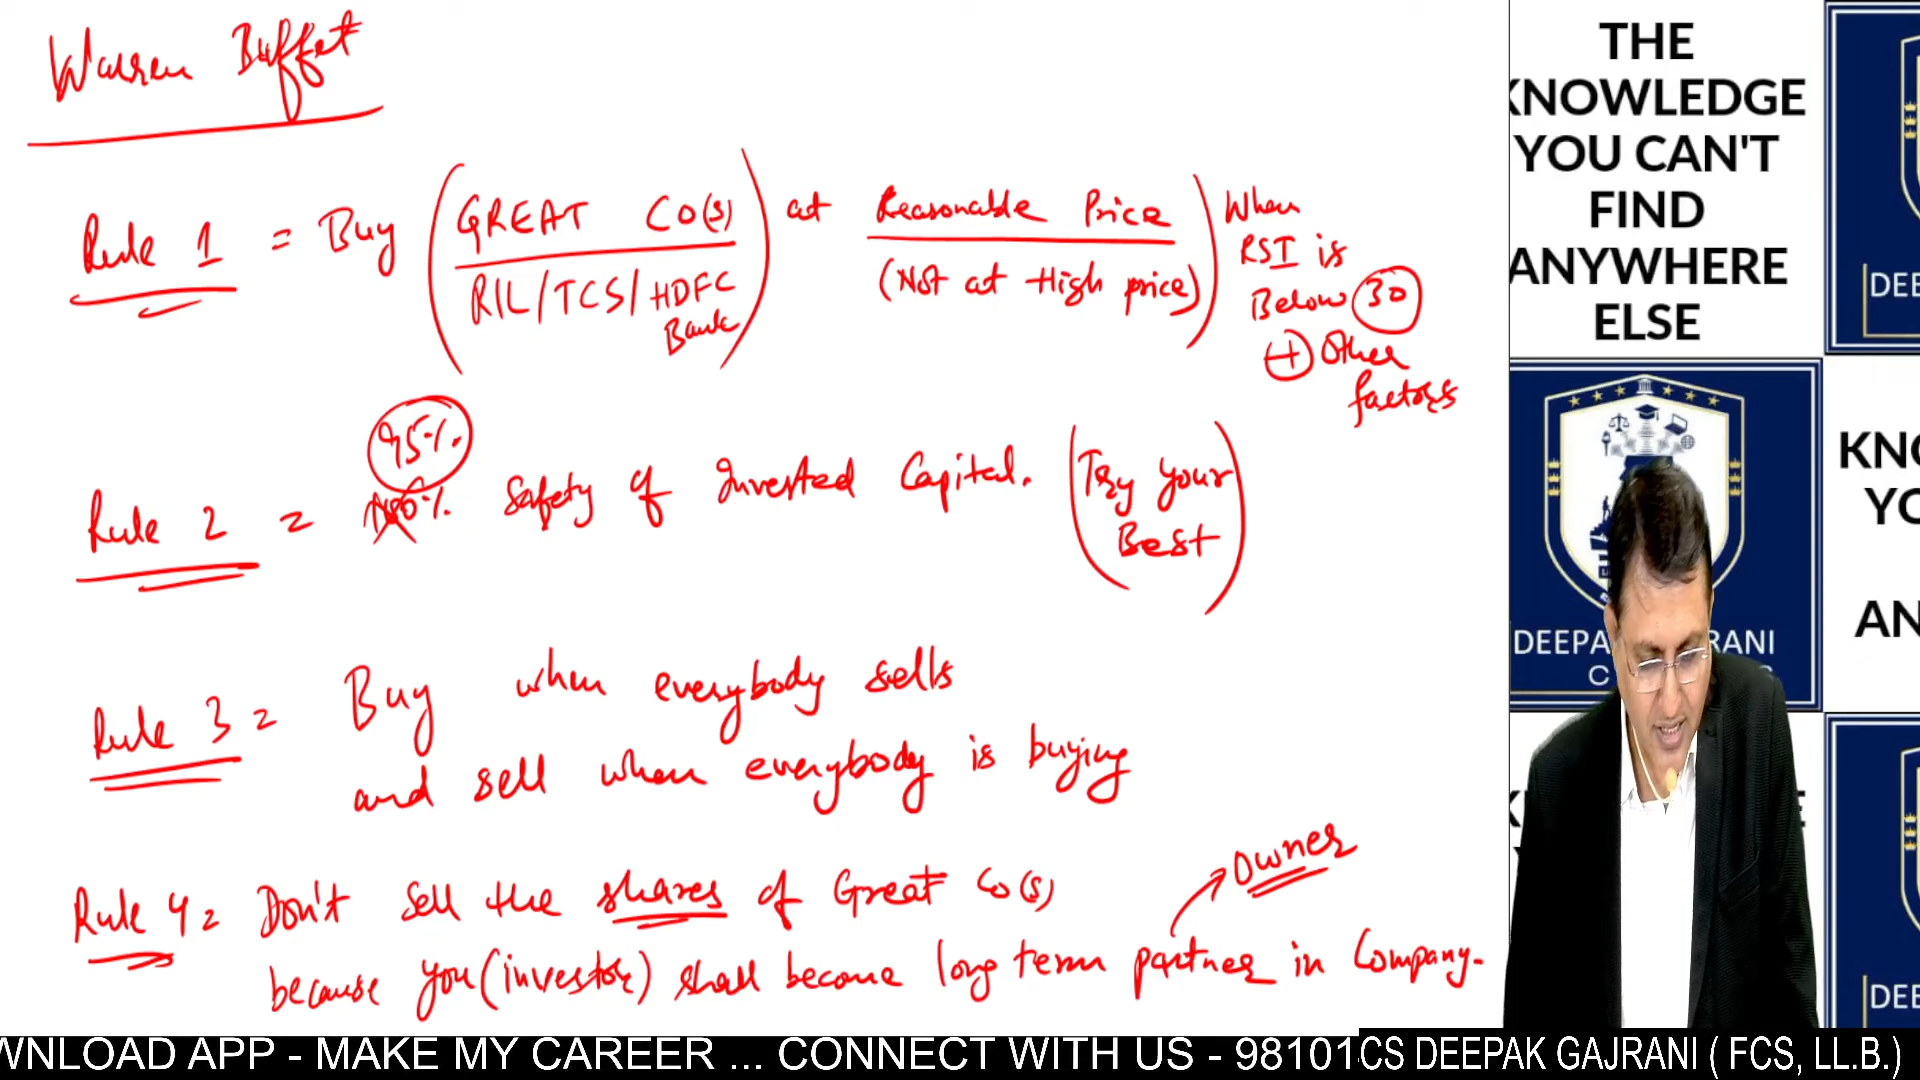 Warren Buffet
Rule 1 = Buy (GREAT CO(s) at Reasonable Price) When
RIL/TCS/HDFC (Not at High price) RSI is
Bank Below 30
+ Other
factors
95%
Rule 2 = 100% Safety of Invested Capital. (Try your
Best)
Rule 3 = Buy when everybody sells
and sell when everybody is buying
Owner
Rule 4 = Don't sell the shares of Great co(s)
because you (investor) shall become long term partner in Company.
THE
KNOWLEDGE
YOU CAN'T
FIND
ANYWHERE
ELSE
DEE
KNO
YO
AN
DEEPA RANI
C S
DEE
WNLOAD APP - MAKE MY CAREER ... CONNECT WITH US - 98101
CS DEEPAK GAJRANI ( FCS, LL.B.)